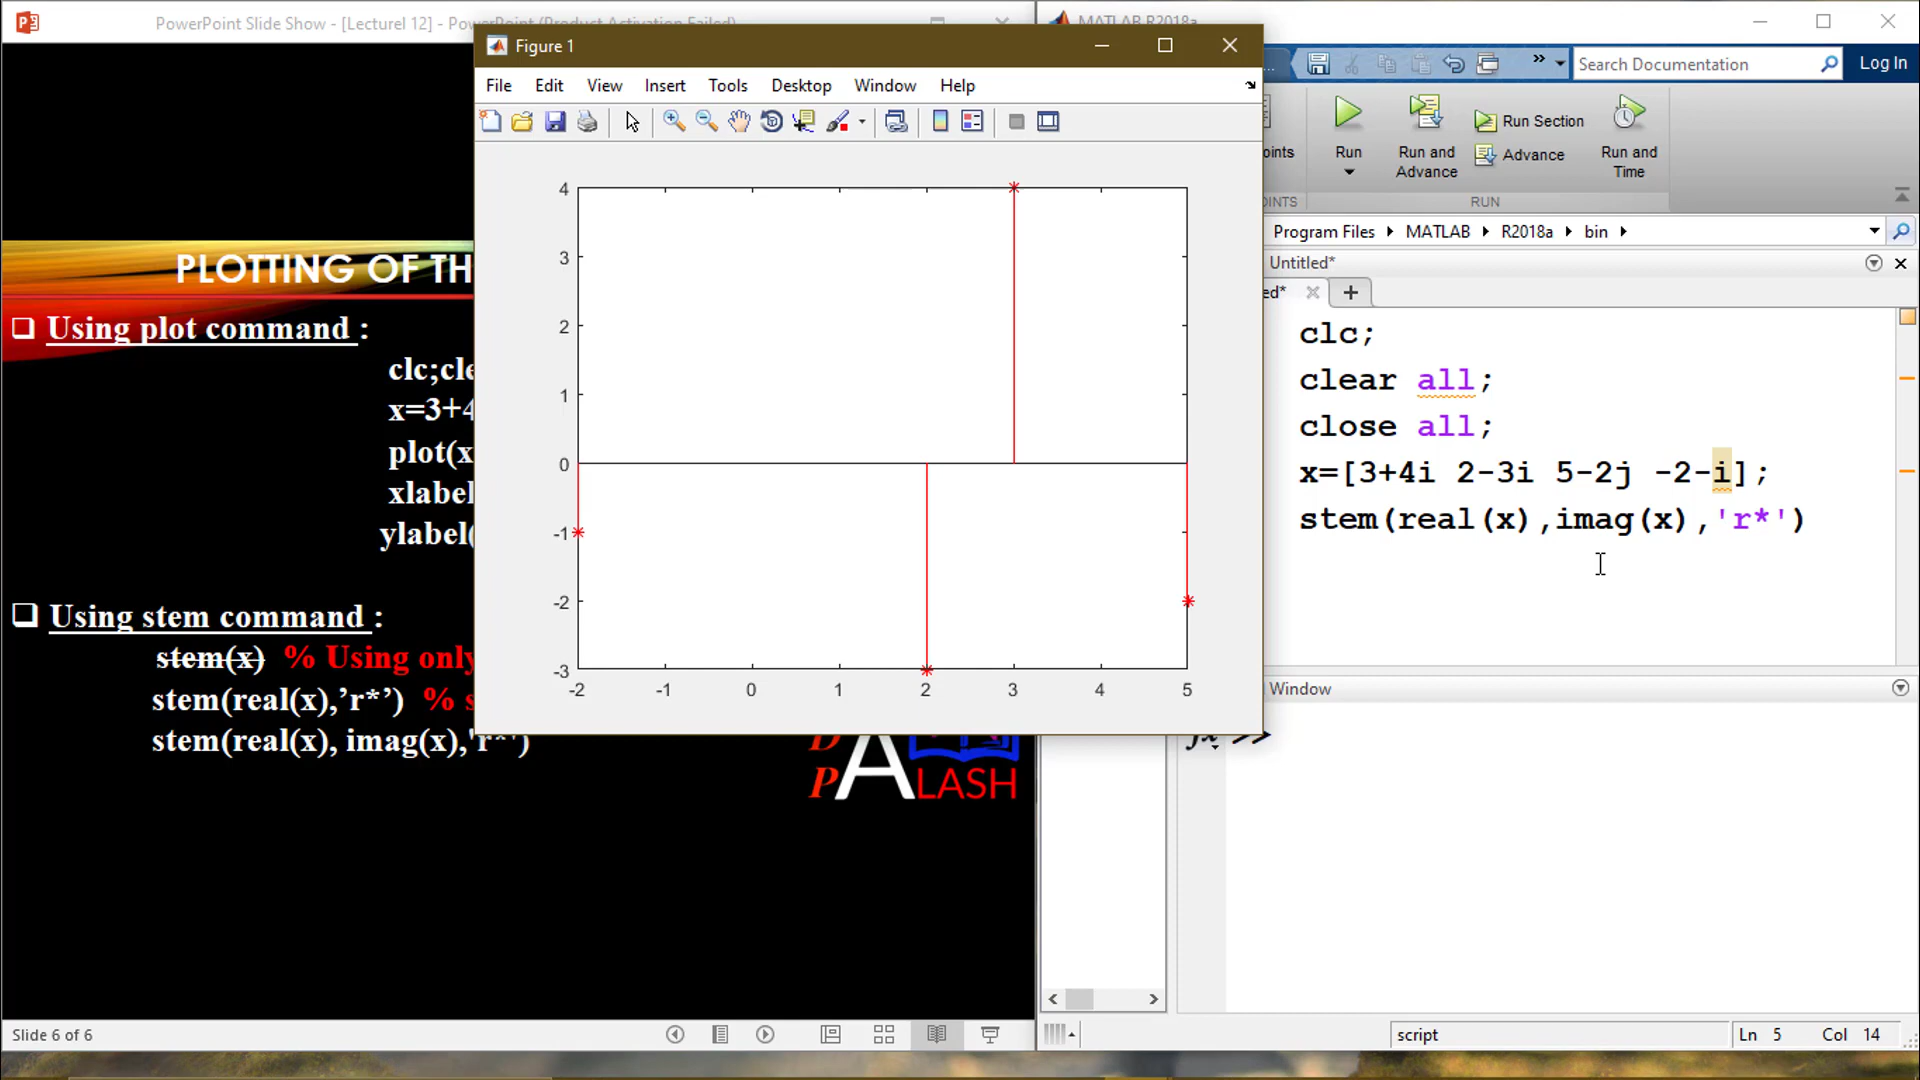 PowerPoint Slide Show - [Lecturel 12] - PowerPoint (Product Activation Failed)
PLOTTING OF TH
Using plot command :
clc;cle
x=3+4
plot(x
xlabel
ylabel(
Using stem command :
stem(x) % Using only
stem(real(x),’r*’) % s
stem(real(x), imag(x),'r*')
D
PALASH
Slide 6 of 6
Figure 1
File Edit View Insert Tools Desktop Window Help
4
3
2
1
0
-1
-2
-3
-2 -1 0 1 2 3 4 5
MATLAB R2018a
Search Documentation
Log In
oints
Run
Run and Advance
Run Section
Advance
Run and Time
OINTS
RUN
Program Files MATLAB R2018a bin
Untitled*
ed*
clc;
clear all;
close all;
x=[3+4i 2-3i 5-2j -2-i];
stem(real(x),imag(x),'r*')
Window
fx >>
script
Ln 5 Col 14